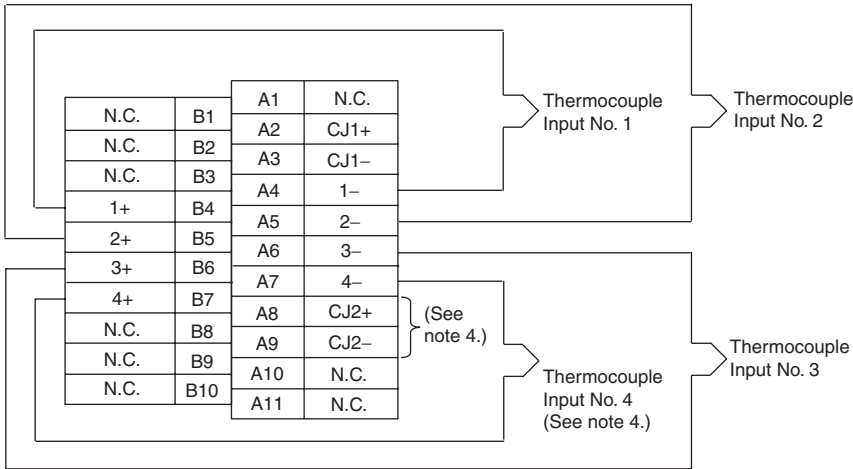 N.C. B1
N.C. B2
N.C. B3
1+ B4
2+ B5
3+ B6
4+ B7
N.C. B8
N.C. B9
N.C. B10
A1 N.C.
A2 CJ1+
A3 CJ1–
A4 1–
A5 2–
A6 3–
A7 4–
A8 CJ2+
A9 CJ2–
A10 N.C.
A11 N.C.
(See
note 4.)
Thermocouple
Input No. 1
Thermocouple
Input No. 2
Thermocouple
Input No. 3
Thermocouple
Input No. 4
(See note 4.)